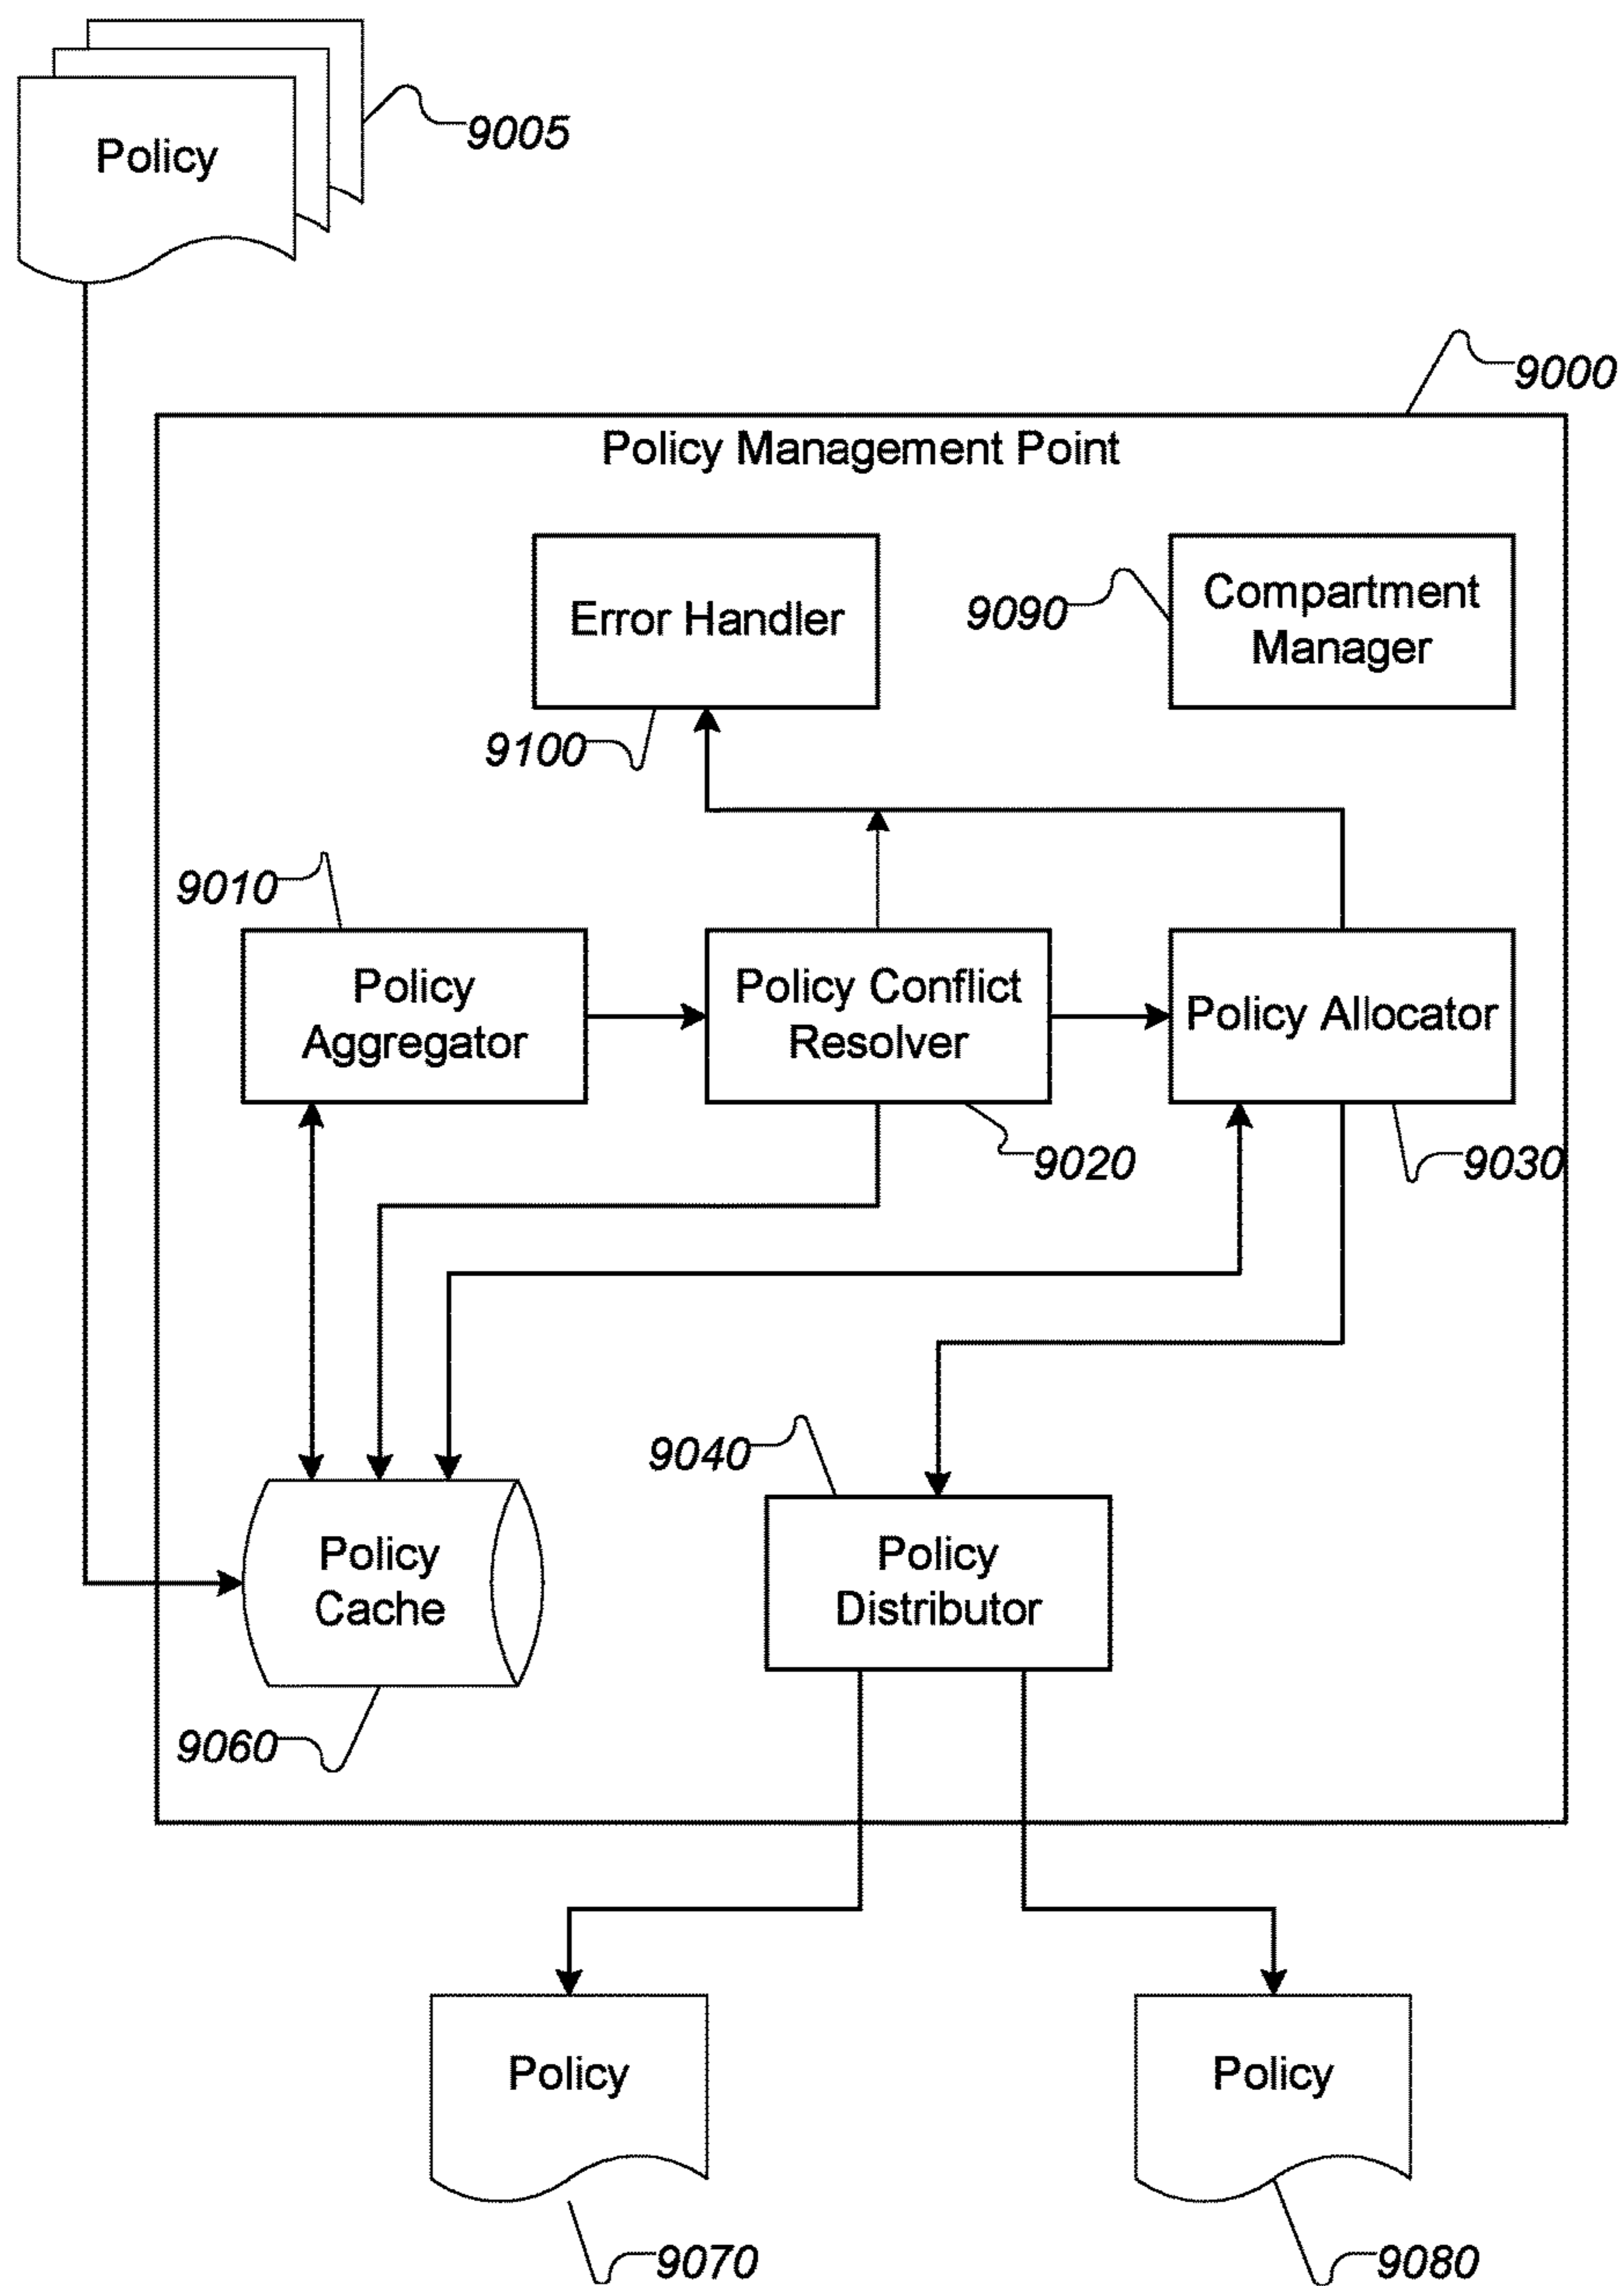 Policy
9005
9000
Policy Management Point
Error Handler
9090
Compartment
Manager
9100
9010
Policy
Aggregator
Policy Conflict
Resolver
Policy Allocator
9020
9030
9040
Policy
Cache
Policy
Distributor
9060
Policy
Policy
9070
9080